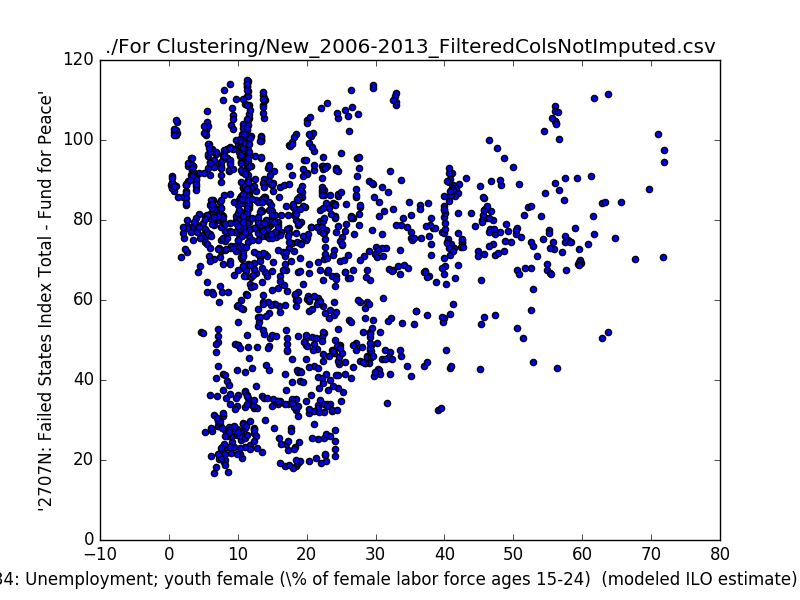 ./For Clustering/New_2006-2013_FilteredColsNotImputed.csv
120
100
80
60
40
20
0
'2707N: Failed States Index Total - Fund for Peace'
−10 0 10 20 30 40 50 60 70 80
34: Unemployment; youth female (\% of female labor force ages 15-24) (modeled ILO estimate)